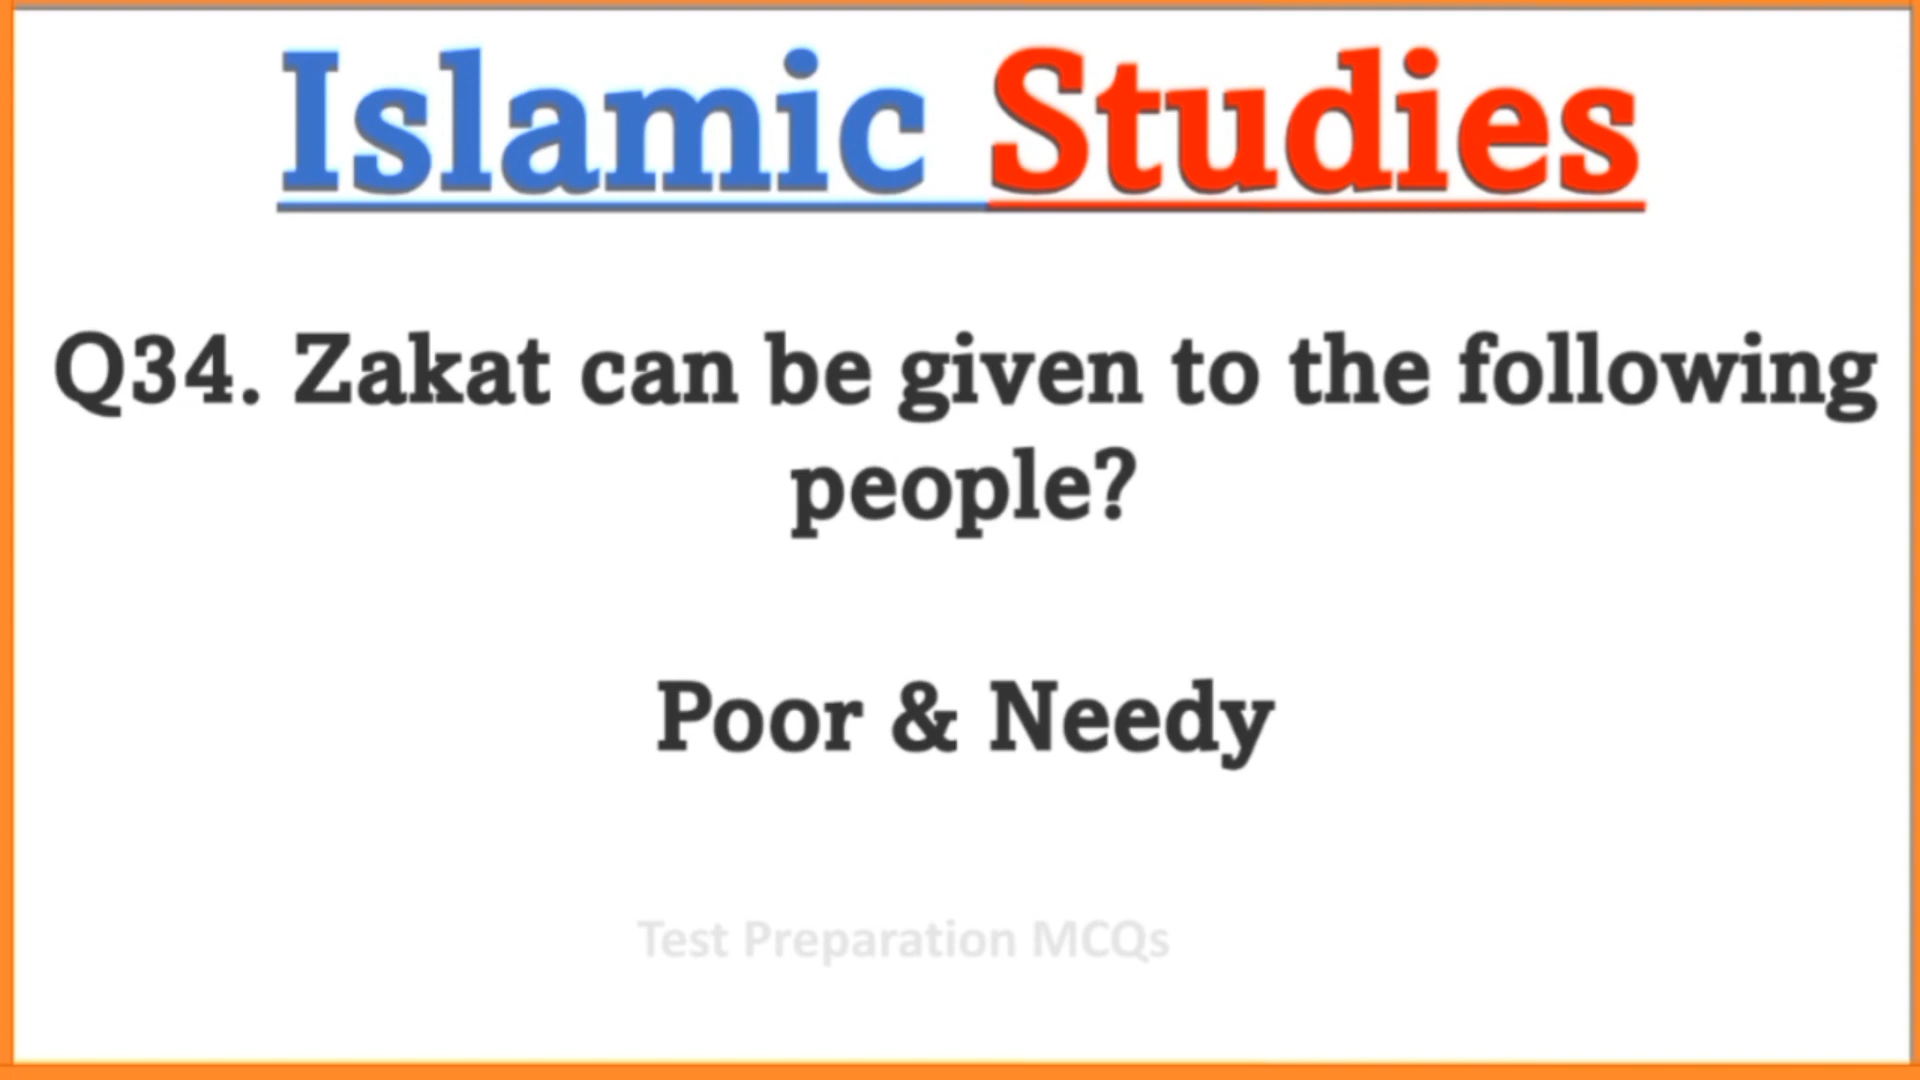 Islamic Studies
Q34. Zakat can be given to the following
people?
Poor & Needy
Test Preparation MCQs